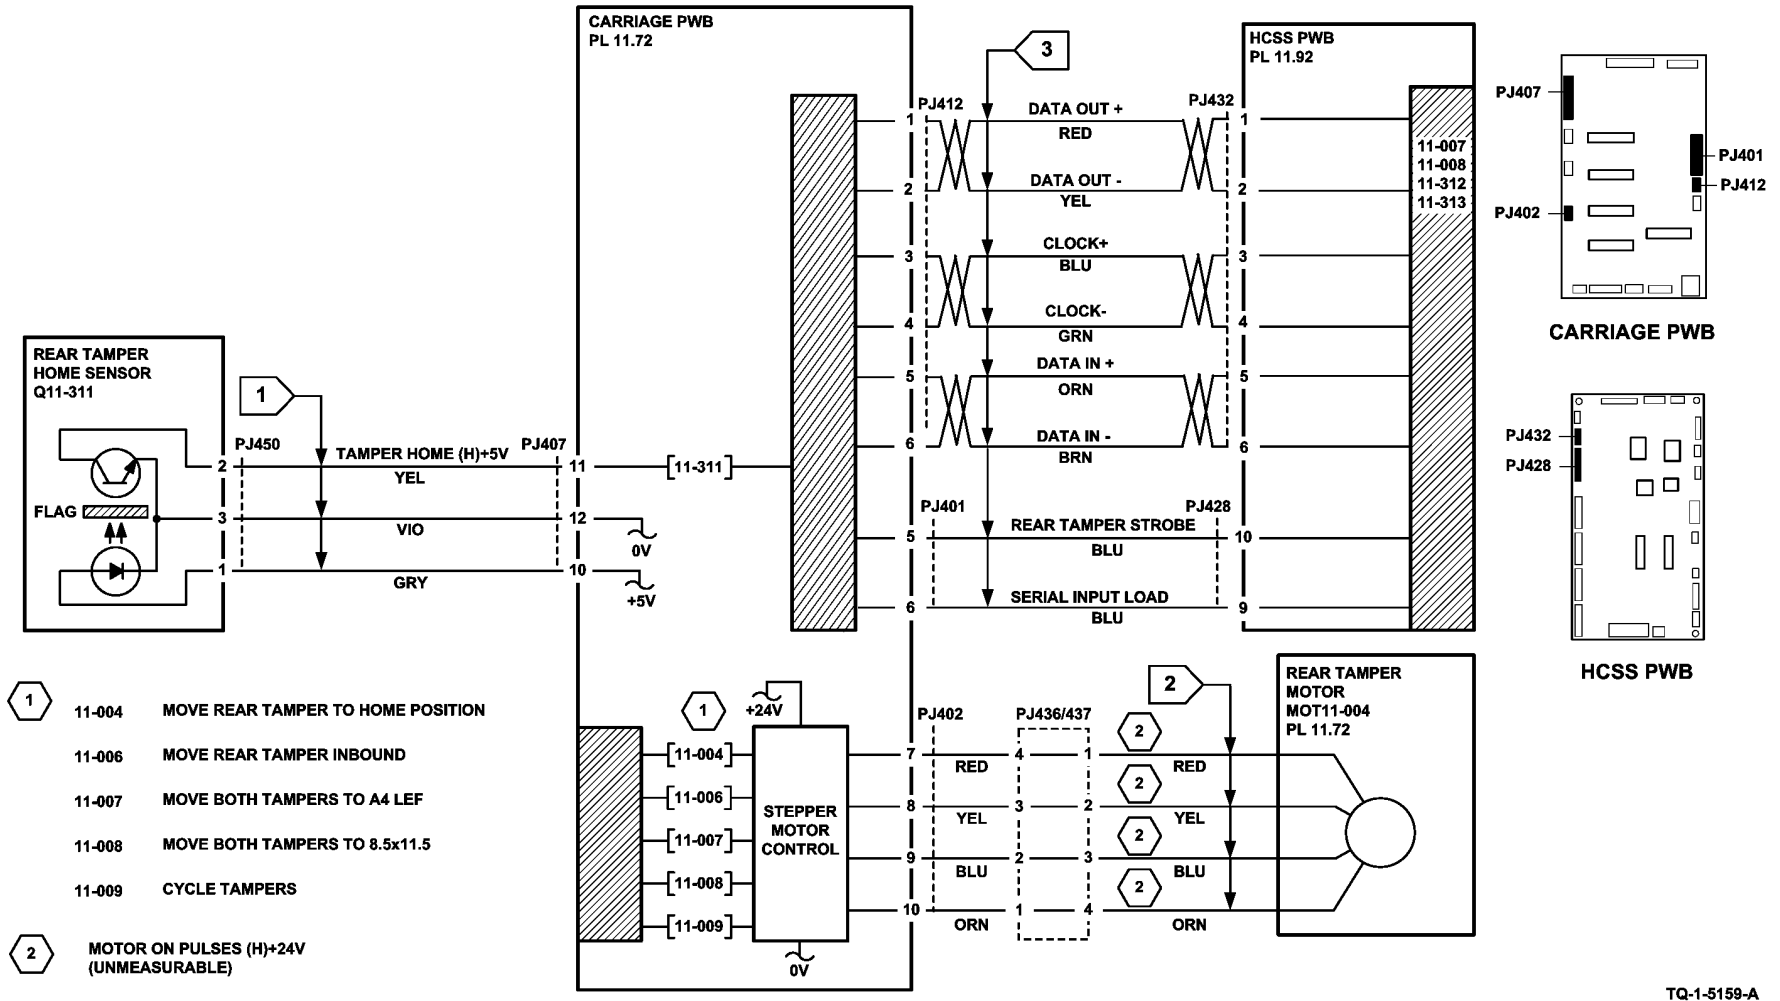 CARRIAGE PWB
PL 11.72
HCSS PWB
PL 11.92
3
PJ412
PJ432
1
DATA OUT +
RED
1
2
DATA OUT -
YEL
2
3
CLOCK+
BLU
3
4
CLOCK-
GRN
4
5
DATA IN +
ORN
5
6
DATA IN -
BRN
6
11-007
11-008
11-312
11-313
PJ401
PJ428
5
REAR TAMPER STROBE
BLU
10
6
SERIAL INPUT LOAD
BLU
9
PJ407
PJ401
PJ412
PJ402
CARRIAGE PWB
PJ432
PJ428
HCSS PWB
REAR TAMPER
HOME SENSOR
Q11-311
FLAG
1
PJ450
PJ407
2
TAMPER HOME (H)+5V
YEL
11
[11-311]
3
VIO
12
0V
1
GRY
10
+5V
1
11-004 MOVE REAR TAMPER TO HOME POSITION
11-006 MOVE REAR TAMPER INBOUND
11-007 MOVE BOTH TAMPERS TO A4 LEF
11-008 MOVE BOTH TAMPERS TO 8.5x11.5
11-009 CYCLE TAMPERS
2
MOTOR ON PULSES (H)+24V
(UNMEASURABLE)
1
+24V
[11-004]
[11-006]
[11-007]
[11-008]
[11-009]
STEPPER
MOTOR
CONTROL
0V
PJ402
PJ436/437
2
7
RED
4
1
2
RED
8
YEL
3
2
2
YEL
9
BLU
2
3
2
BLU
10
ORN
1
4
2
ORN
REAR TAMPER
MOTOR
MOT11-004
PL 11.72
TQ-1-5159-A